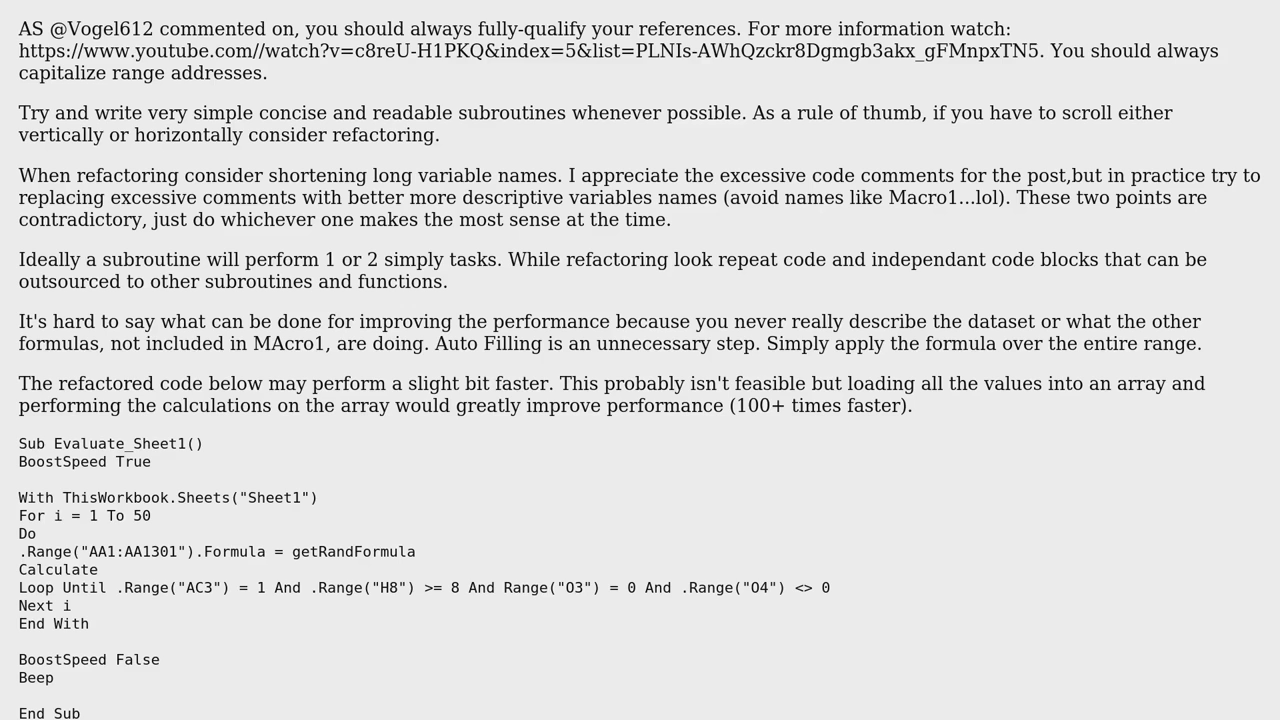 AS @Vogel612 commented on, you should always fully-qualify your references. For more information watch:
https://www.youtube.com//watch?v=c8reU-H1PKQ&index=5&list=PLNIs-AWhQzckr8Dgmgb3akx_gFMnpxTN5. You should always
capitalize range addresses.
Try and write very simple concise and readable subroutines whenever possible. As a rule of thumb, if you have to scroll either
vertically or horizontally consider refactoring.
When refactoring consider shortening long variable names. I appreciate the excessive code comments for the post,but in practice try to
replacing excessive comments with better more descriptive variables names (avoid names like Macro1...lol). These two points are
contradictory, just do whichever one makes the most sense at the time.
Ideally a subroutine will perform 1 or 2 simply tasks. While refactoring look repeat code and independant code blocks that can be
outsourced to other subroutines and functions.
It's hard to say what can be done for improving the performance because you never really describe the dataset or what the other
formulas, not included in MAcro1, are doing. Auto Filling is an unnecessary step. Simply apply the formula over the entire range.
The refactored code below may perform a slight bit faster. This probably isn't feasible but loading all the values into an array and
performing the calculations on the array would greatly improve performance (100+ times faster).
Sub Evaluate_Sheet1()
BoostSpeed True
With ThisWorkbook.Sheets("Sheet1")
For i = 1 To 50
Do
.Range("AA1:AA1301").Formula = getRandFormula
Calculate
Loop Until .Range("AC3") = 1 And .Range("H8") >= 8 And Range("O3") = 0 And .Range("O4") <> 0
Next i
End With
BoostSpeed False
Beep
End Sub